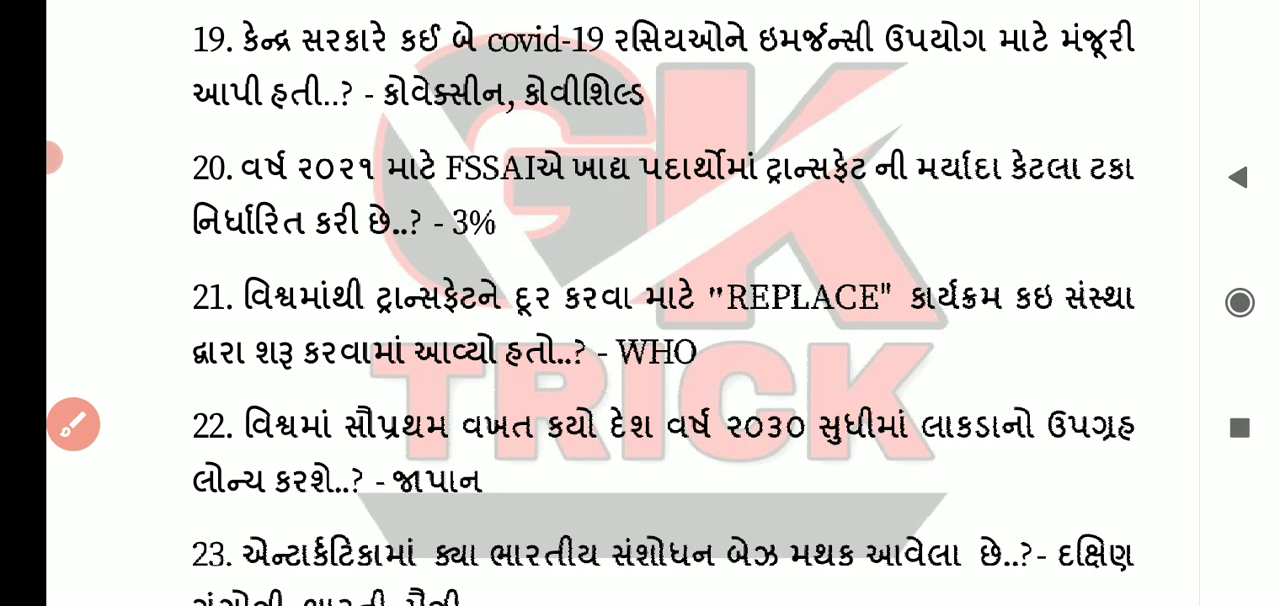 19. કેન્દ્ર સરકારે કઈ બે covid-19 રસિયઓને ઇમર્જન્સી ઉપયોગ માટે મંજૂરી
આપી હતી..? - કોવેક્સીન, કોવીશિલ્ડ
20. વર્ષ ૨૦૨૧ માટે FSSAIએ ખાદ્ય પદાર્થોમાં ટ્રાન્સફેટ ની મર્યાદા કેટલા ટકા
નિર્ધારિત કરી છે..? - 3%
21. વિશ્વમાંથી ટ્રાન્સફેટને દૂર કરવા માટે "REPLACE" કાર્યક્રમ કઇ સંસ્થા
દ્વારા શરૂ કરવામાં આવ્યો હતો..? - WHO
22. વિશ્વમાં સૌપ્રથમ વખત કયો દેશ વર્ષ ૨૦૩૦ સુધીમાં લાકડાનો ઉપગ્રહ
લોન્ચ કરશે..? - જાપાન
23. એન્ટાર્કટિકામાં ક્યા ભારતીય સંશોધન બેઝ મથક આવેલા છે..?- દક્ષિણ
GK
TRICK